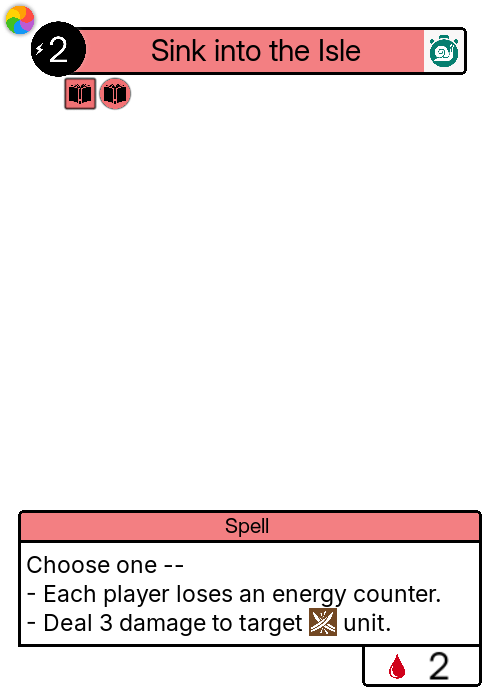 2
Sink into the Isle
Spell
Choose one --
- Each player loses an energy counter.
- Deal 3 damage to target unit.
2